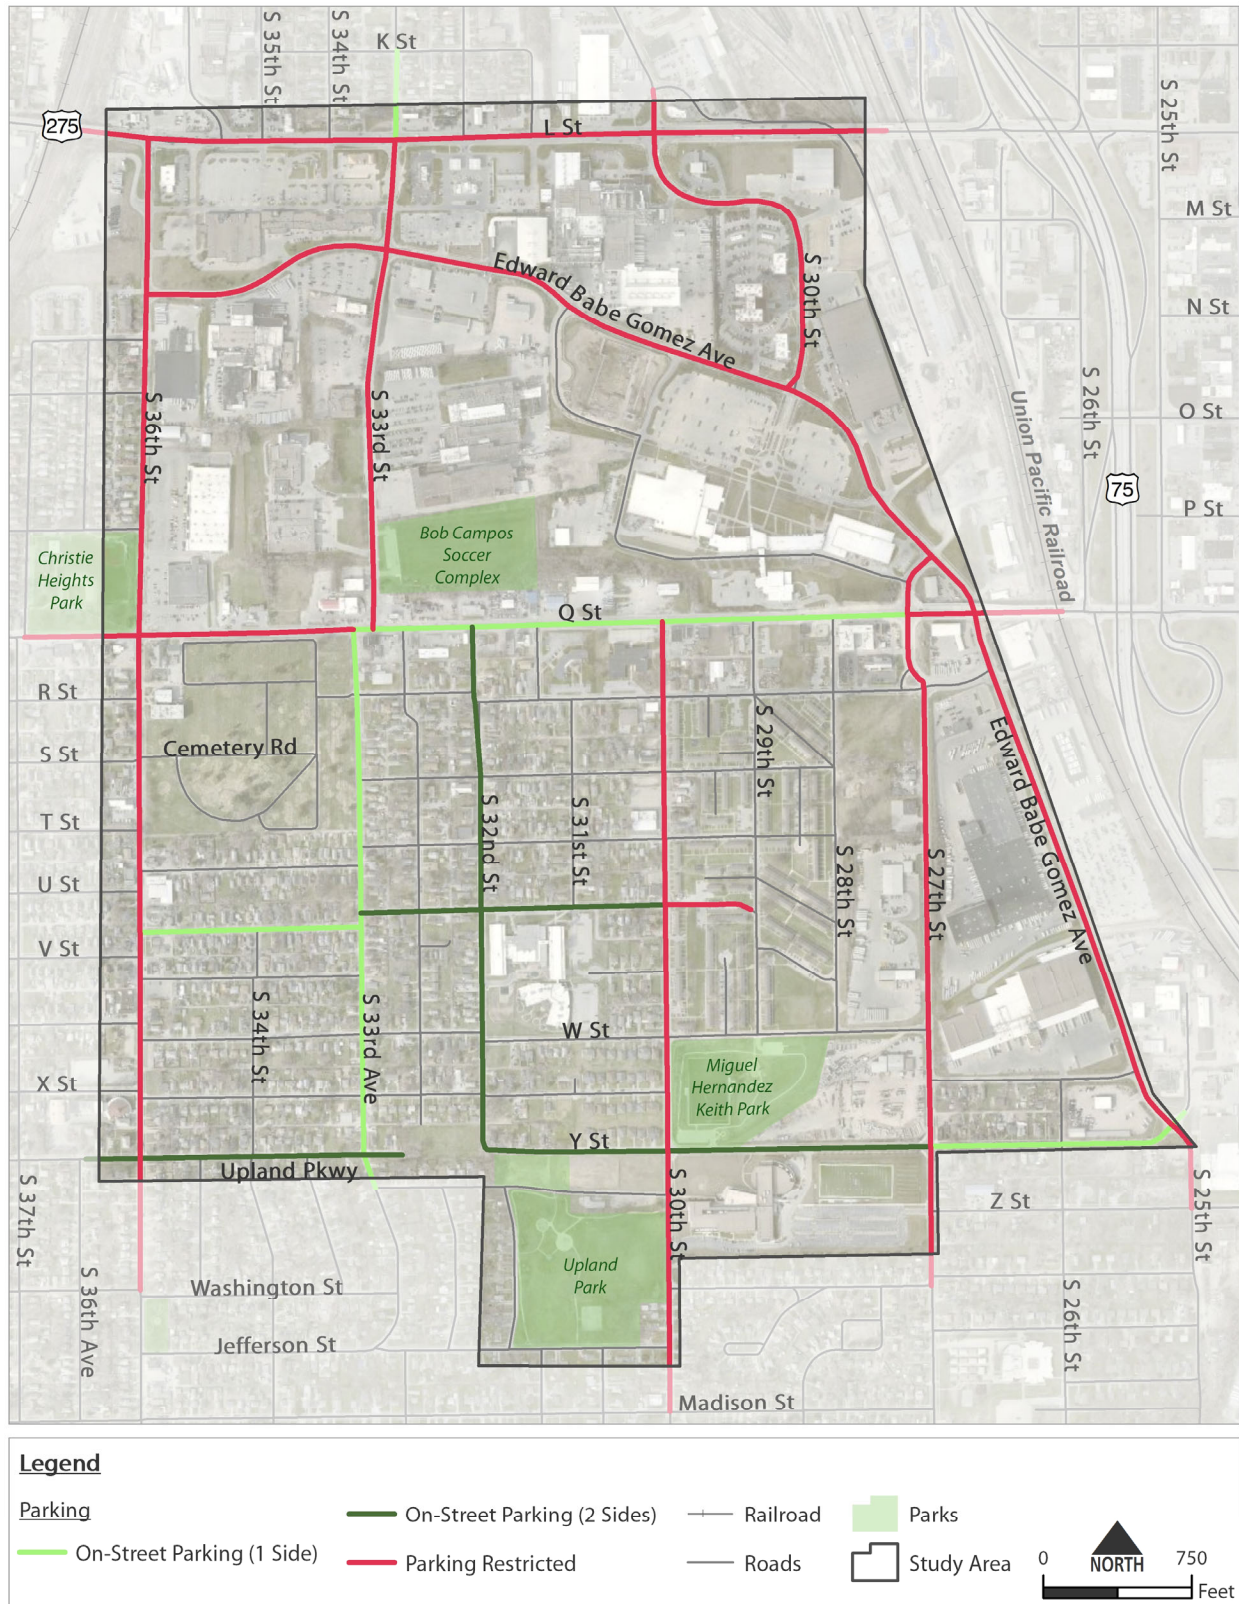 S 35th St
S 34th St
K St
275
L St
S 25th St
M St
Edward Babe Gomez Ave
S 30th St
N St
S 36th St
S 33rd St
S 26th St
O St
Union Pacific Railroad
75
P St
Christie
Heights
Park
Bob Campos
Soccer
Complex
Q St
R St
Cemetery Rd
S St
S 29th St
Edward Babe Gomez Ave
T St
S 32nd St
S 31st St
U St
S 28th St
S 27th St
V St
S 34th St
S 33rd Ave
W St
X St
Miguel
Hernandez
Keith Park
Y St
Upland Pkwy
S 37th St
S 30th St
Z St
S 25th St
S 36th Ave
Washington St
Upland
Park
S 26th St
Jefferson St
Madison St
Legend
Parking
On-Street Parking (1 Side)
On-Street Parking (2 Sides)
Parking Restricted
Railroad
Roads
Parks
Study Area
NORTH
0 750
Feet